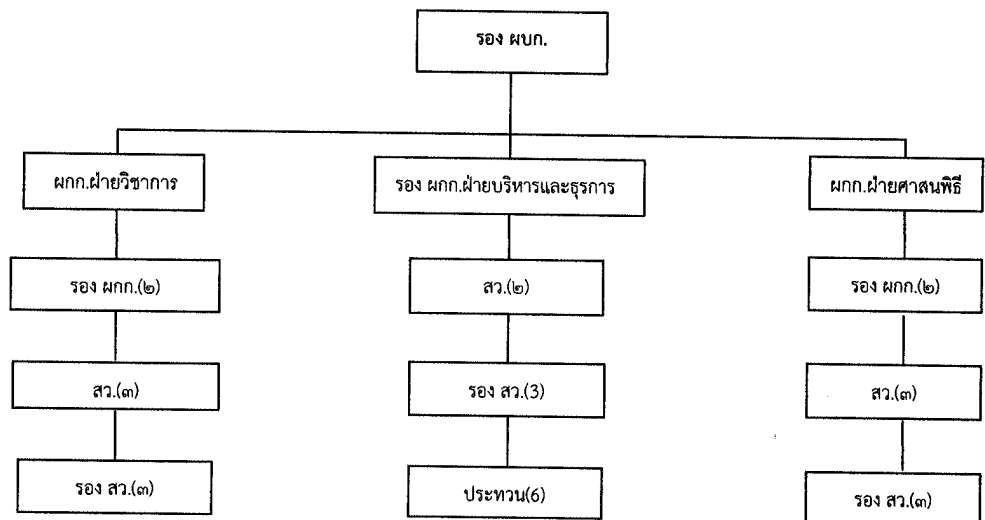 รอง ผบก.
ผกก.ฝ่ายวิชาการ
รอง ผกก.ฝ่ายบริหารและธุรการ
ผกก.ฝ่ายศาสนพิธี
รอง ผกก.(๒)
สว.(๒)
รอง ผกก.(๒)
สว.(๓)
รอง สว.(3)
สว.(๓)
รอง สว.(๓)
ประทวน(6)
รอง สว.(๓)